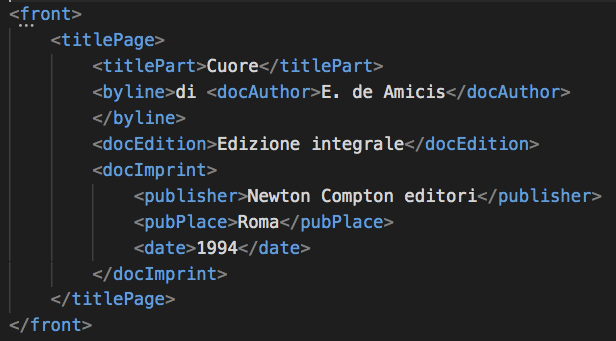 <front>
<titlePage>
<titlePart>Cuore</titlePart>
<byline>di <docAuthor>E. de Amicis</docAuthor>
</byline>
<docEdition>Edizione integrale</docEdition>
<docImprint>
<publisher>Newton Compton editori</publisher>
<pubPlace>Roma</pubPlace>
<date>1994</date>
</docImprint>
</titlePage>
</front>